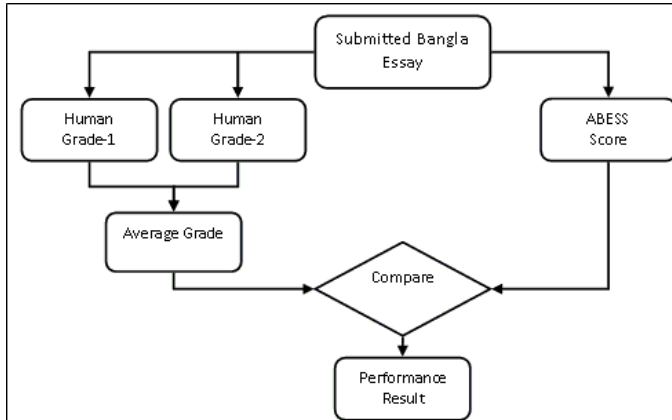 Submitted Bangla
Essay
Human
Grade-1
Human
Grade-2
ABESS
Score
Average Grade
Compare
Performance
Result